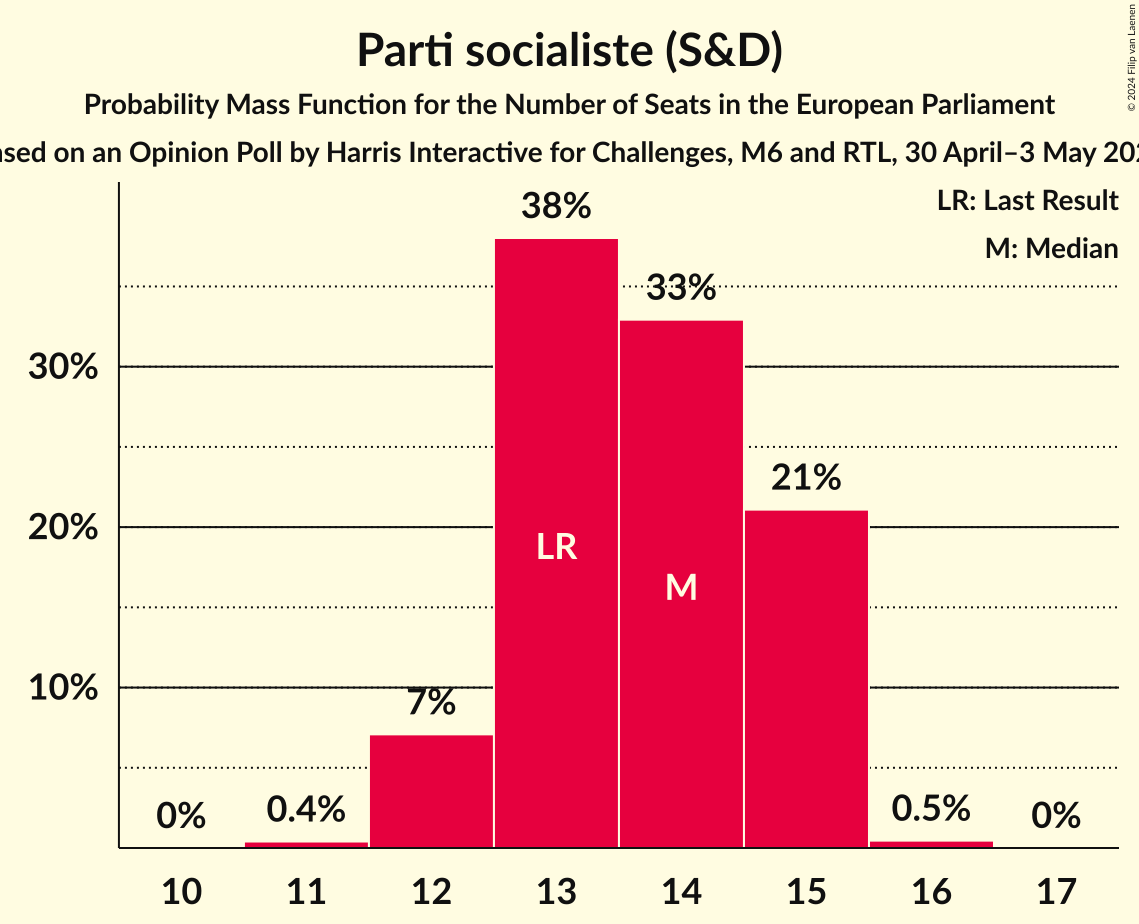 Parti socialiste (S&D)
Probability Mass Function for the Number of Seats in the European Parliament
on an Opinion Poll by Harris Interactive for Challenges, M6 and RTL, 30 April–3 May
© 2024 Filip van Laenen
LR: Last Result
M: Median
38%
33%
30%
21%
20%
LR
M
10%
7%
0%
0.4%
0.5%
0%
10 11 12 13 14 15 16 17